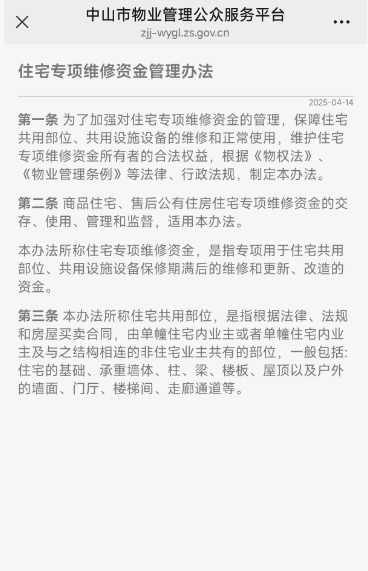 中山市物业管理公众服务平台
zjj-wygl.zs.gov.cn
住宅专项维修资金管理办法
2025-04-14
第一条 为了加强对住宅专项维修资金的管理，保障住宅
共用部位、共用设施设备的维修和正常使用，维护住宅
专项维修资金所有者的合法权益，根据《物权法》、
《物业管理条例》等法律、行政法规，制定本办法。
第二条 商品住宅、售后公有住房住宅专项维修资金的交
存、使用、管理和监督，适用本办法。
本办法所称住宅专项维修资金，是指专项用于住宅共用
部位、共用设施设备保修期满后的维修和更新、改造的
资金。
第三条 本办法所称住宅共用部位，是指根据法律、法规
和房屋买卖合同，由单幢住宅内业主或者单幢住宅内业
主及与之结构相连的非住宅业主共有的部位，一般包括:
住宅的基础、承重墙体、柱、梁、楼板、屋顶以及户外
的墙面、门厅、楼梯间、走廊通道等。